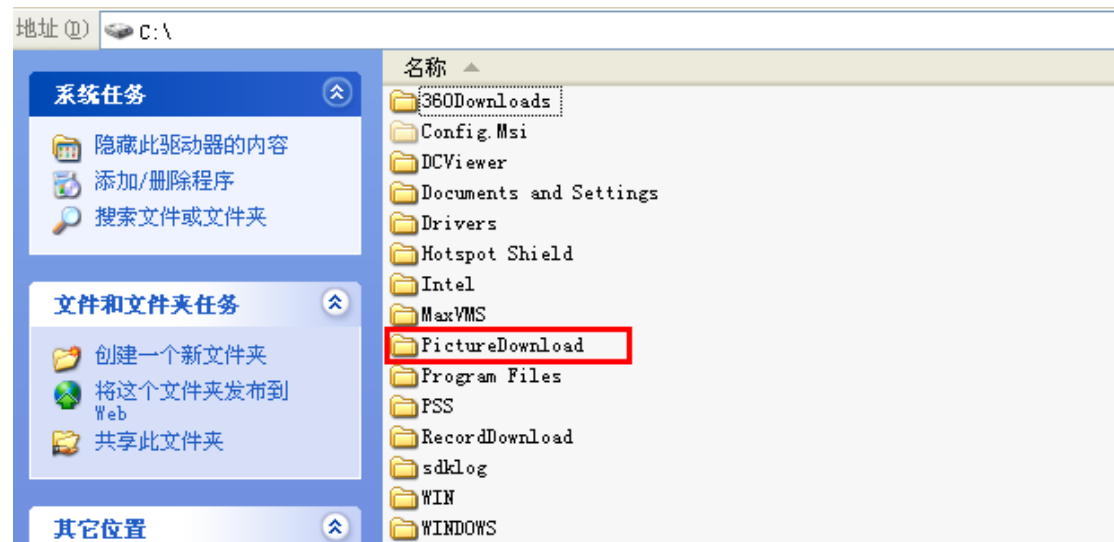 地址(D) C:\
系统任务
隐藏此驱动器的内容
添加/删除程序
搜索文件或文件夹
文件和文件夹任务
创建一个新文件夹
将这个文件夹发布到
Web
共享此文件夹
其它位置
名称
360Downloads
Config.Msi
DCViewer
Documents and Settings
Drivers
Hotspot Shield
Intel
MaxVMS
PictureDownload
Program Files
PSS
RecordDownload
sdklog
WIN
WINDOWS